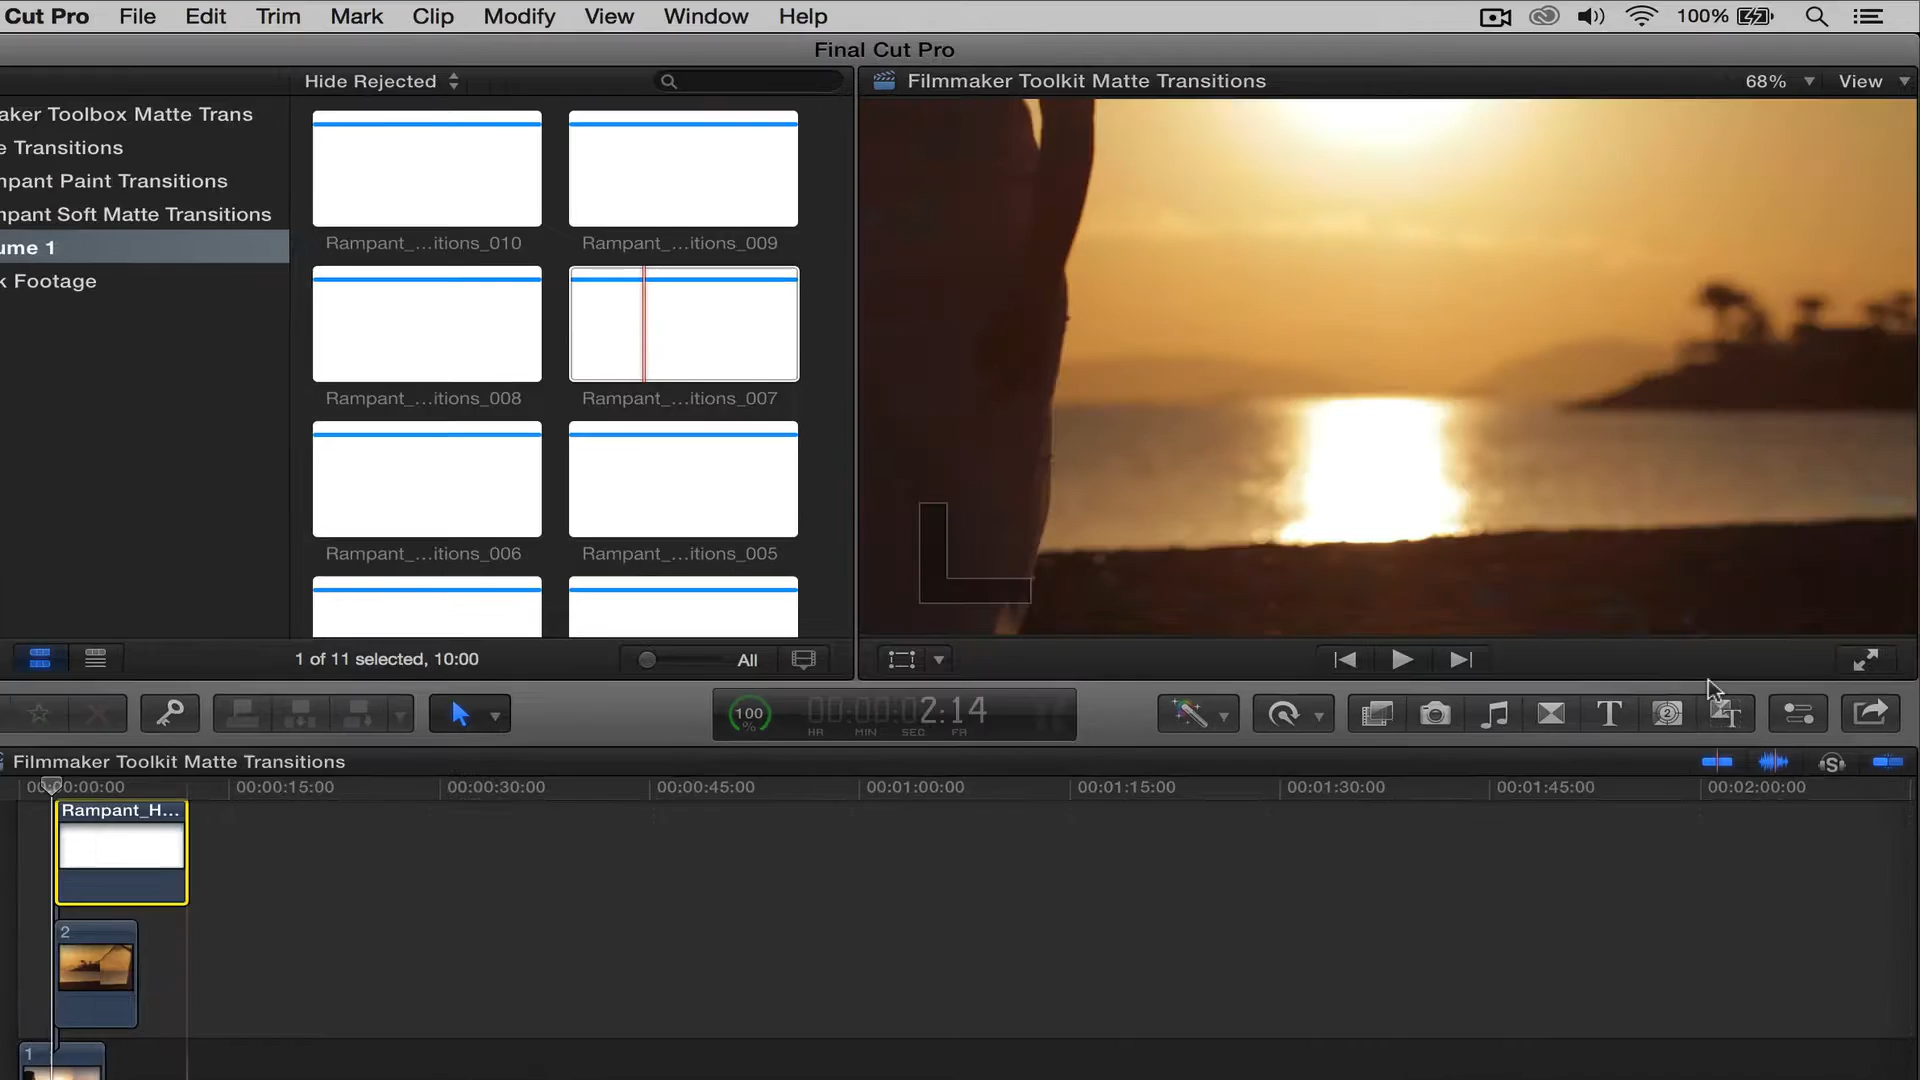 Cut Pro File Edit Trim Mark Clip Modify View Window Help 100%
Final Cut Pro
Hide Rejected
Filmmaker Toolkit Matte Transitions 68% View
aker Toolbox Matte Trans
e Transitions
npant Paint Transitions
npant Soft Matte Transitions
ume 1
k Footage
Rampant_...itions_010 Rampant_...itions_009
Rampant_...itions_008 Rampant_...itions_007
Rampant_...itions_006 Rampant_...itions_005
1 of 11 selected, 10:00 All
100 % 00:00:02:14
HR MIN SEC FR
Filmmaker Toolkit Matte Transitions
00:00:15:00 00:00:30:00 00:00:45:00 00:01:00:00 00:01:15:00 00:01:30:00 00:01:45:00 00:02:00:00
Rampant_H...
2
1